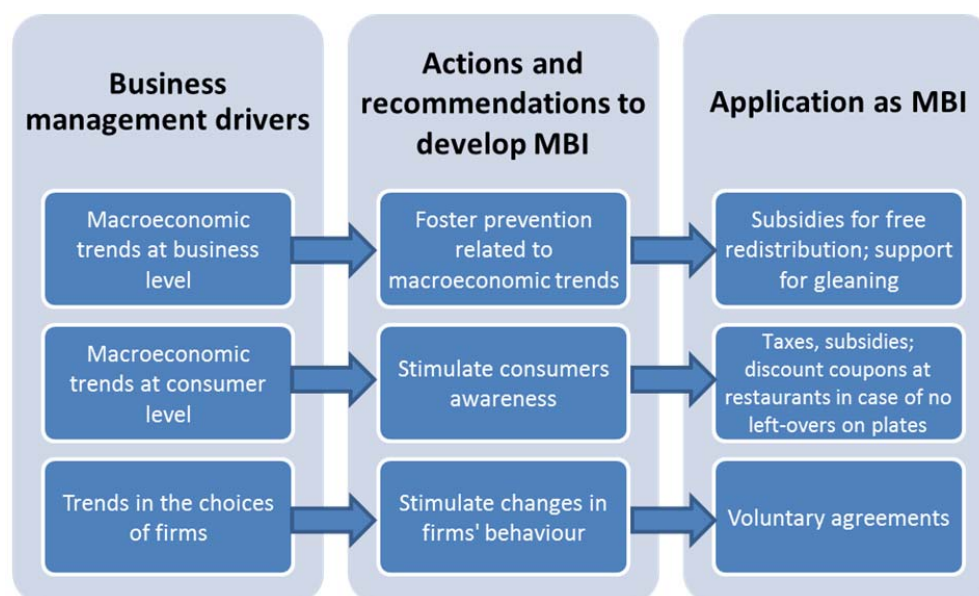 Business
management drivers
Macroeconomic
trends at business
level
Macroeconomic
trends at consumer
level
Trends in the choices
of firms
Actions and
recommendations to
develop MBI
Foster prevention
related to
macroeconomic trends
Stimulate consumers
awareness
Stimulate changes in
firms' behaviour
Application as MBI
Subsidies for free
redistribution; support
for gleaning
Taxes, subsidies;
discount coupons at
restaurants in case of no
left-overs on plates
Voluntary agreements